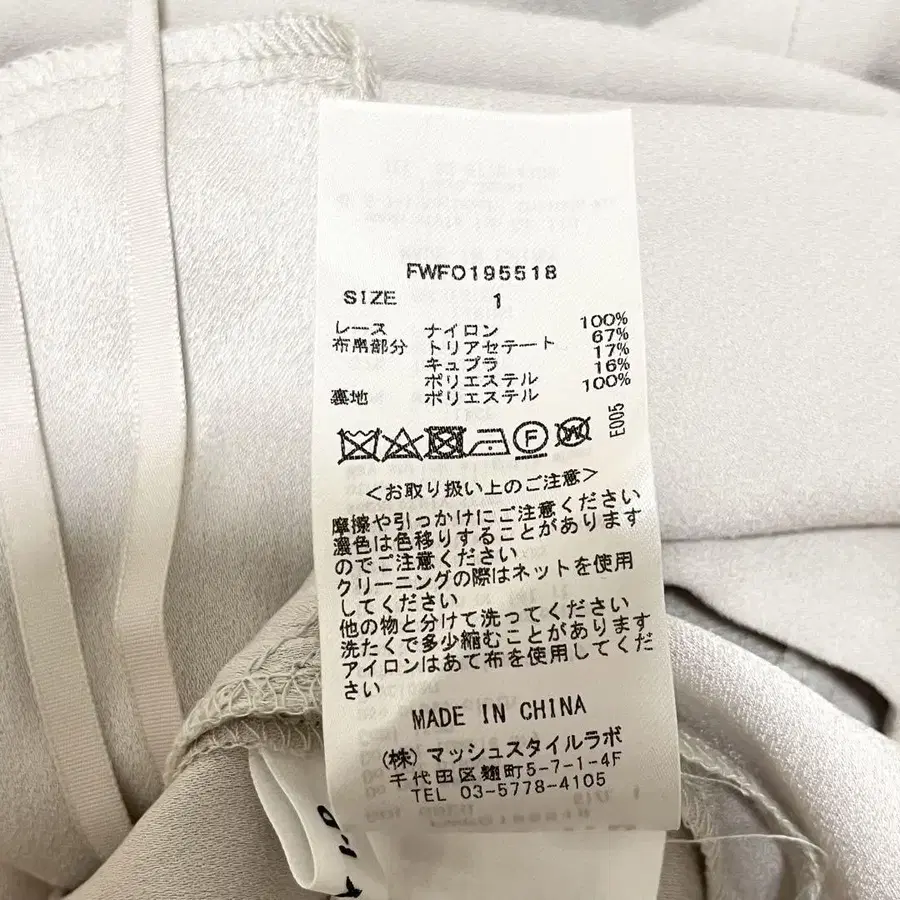 FWFO195518
SIZE 1
レース ナイロン 100%
布帛部分 トリアセテート 67%
キュプラ 17%
ポリエステル 16%
裏地 ポリエステル 100%
E005
F
W
<お取り扱い上のご注意>
摩擦や引っかけにご注意ください
濃色は色移りすることがあります
のでご注意ください
クリーニングの際はネットを使用
してください
他の物と分けて洗ってください
洗たくで多少縮むことがあります
アイロンはあて布を使用してくだ
さい
MADE IN CHINA
(株) マッシュスタイルラボ
千代田区麹町5-7-1-4F
TEL 03-5778-4105